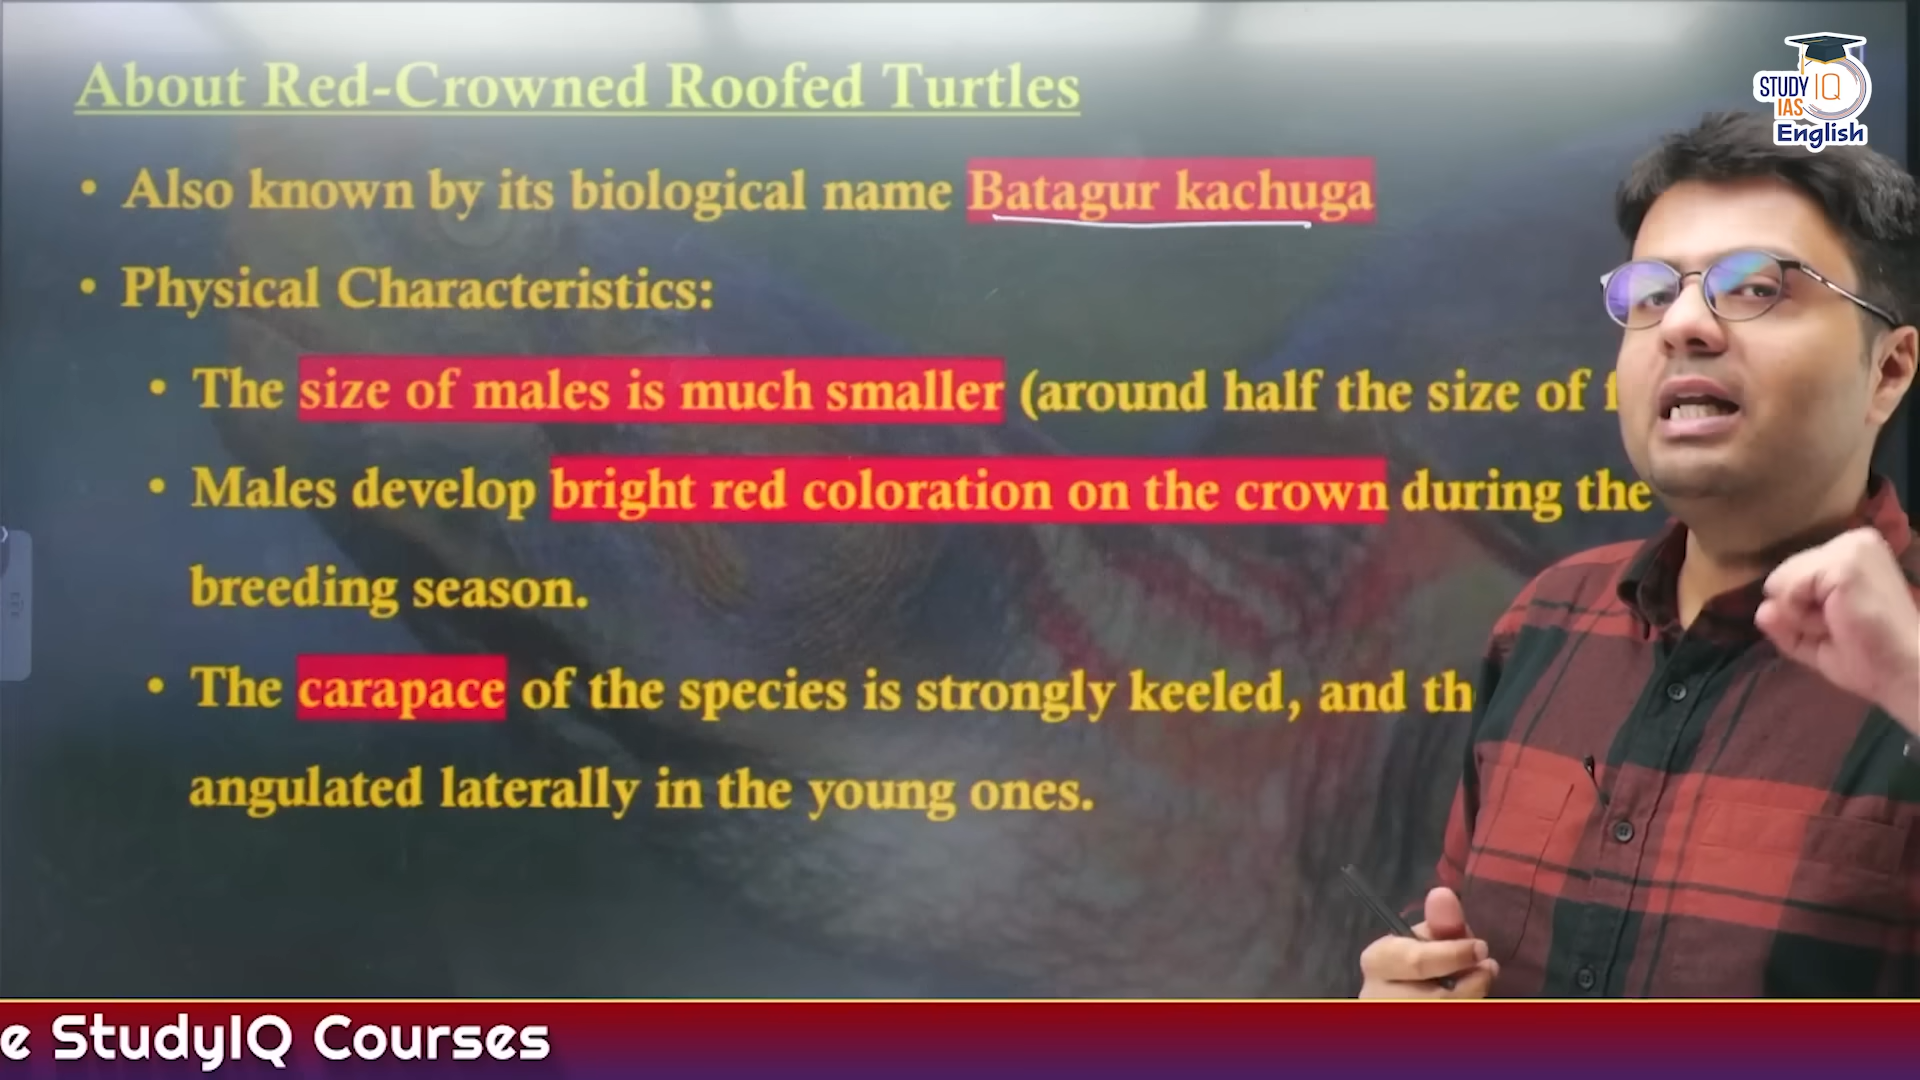 About Red-Crowned Roofed Turtles
• Also known by its biological name Batagur kachuga
• Physical Characteristics:
• The size of males is much smaller (around half the size of
• Males develop bright red coloration on the crown during the
breeding season.
• The carapace of the species is strongly keeled, and
angulated laterally in the young ones.
STUDY IQ
IAS
English
e StudyIQ Courses